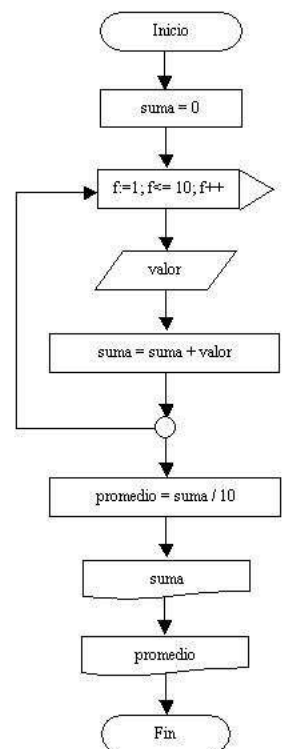 Inicio
suma = 0
f:=1; f<= 10; f++
valor
suma = suma + valor
promedio = suma / 10
suma
promedio
Fin